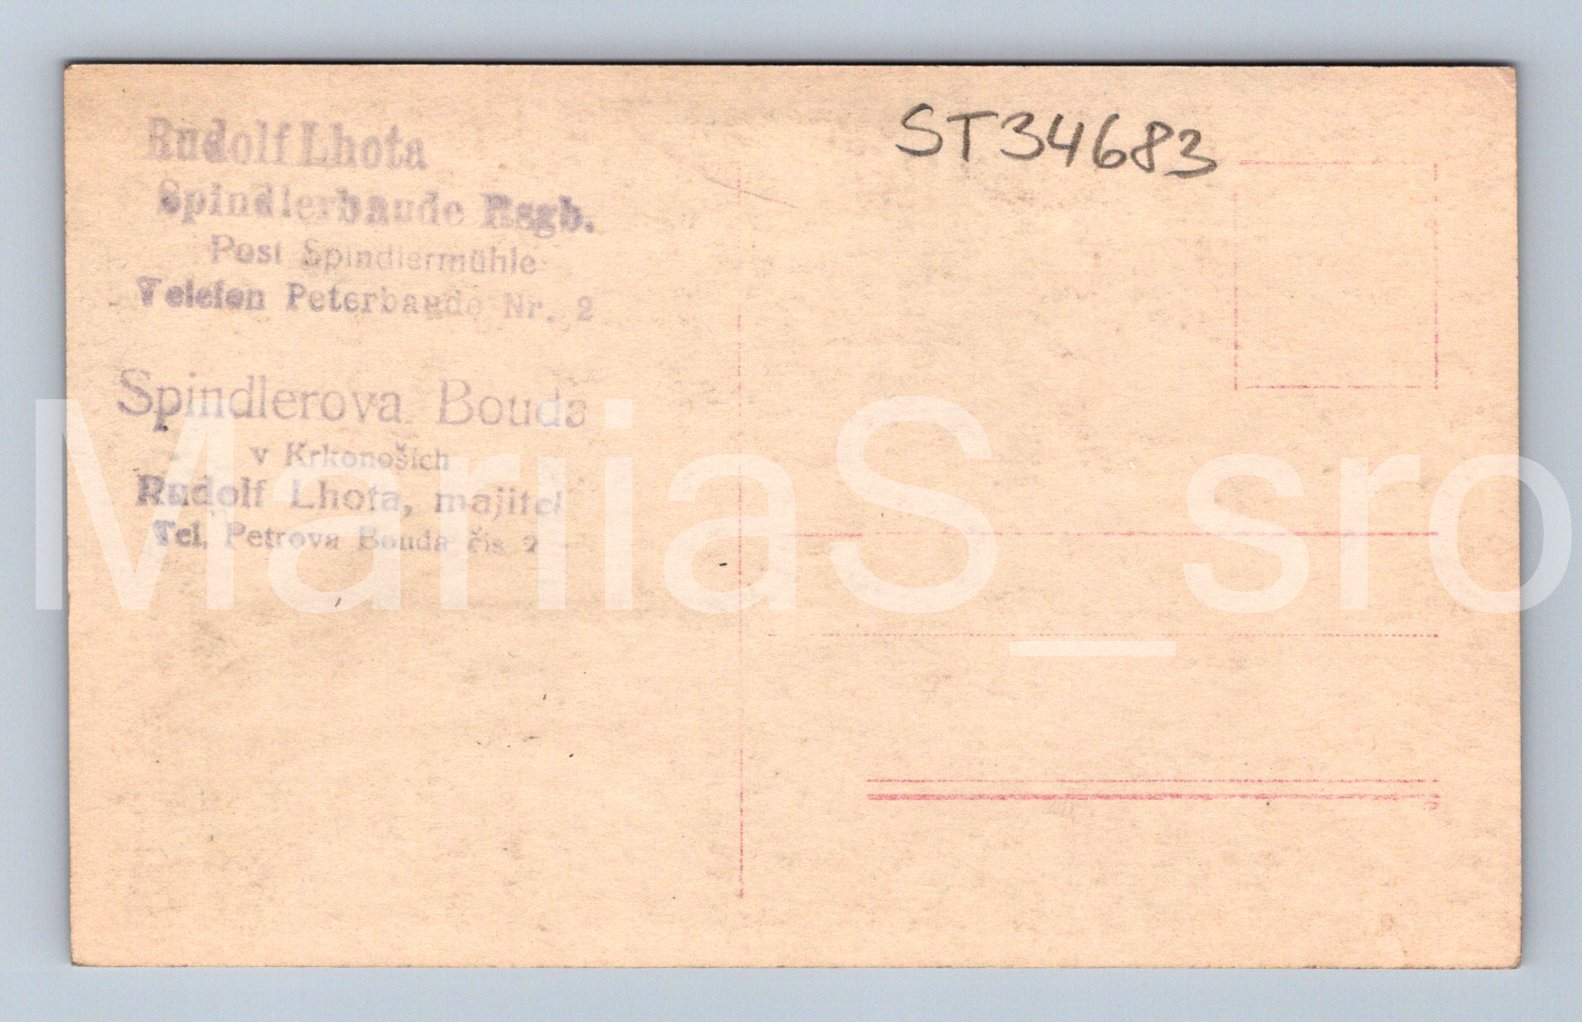 Rudolf Lhota
Spindlerbaude Rsgb.
Post Spindlermühle
Telefon Peterbaude Nr. 2
Spindlerova Bouda
v Krkonoších
Rudolf Lhota, majitel
Tel. Petrova Bouda čís 2
ST34683
MariiaS_sro